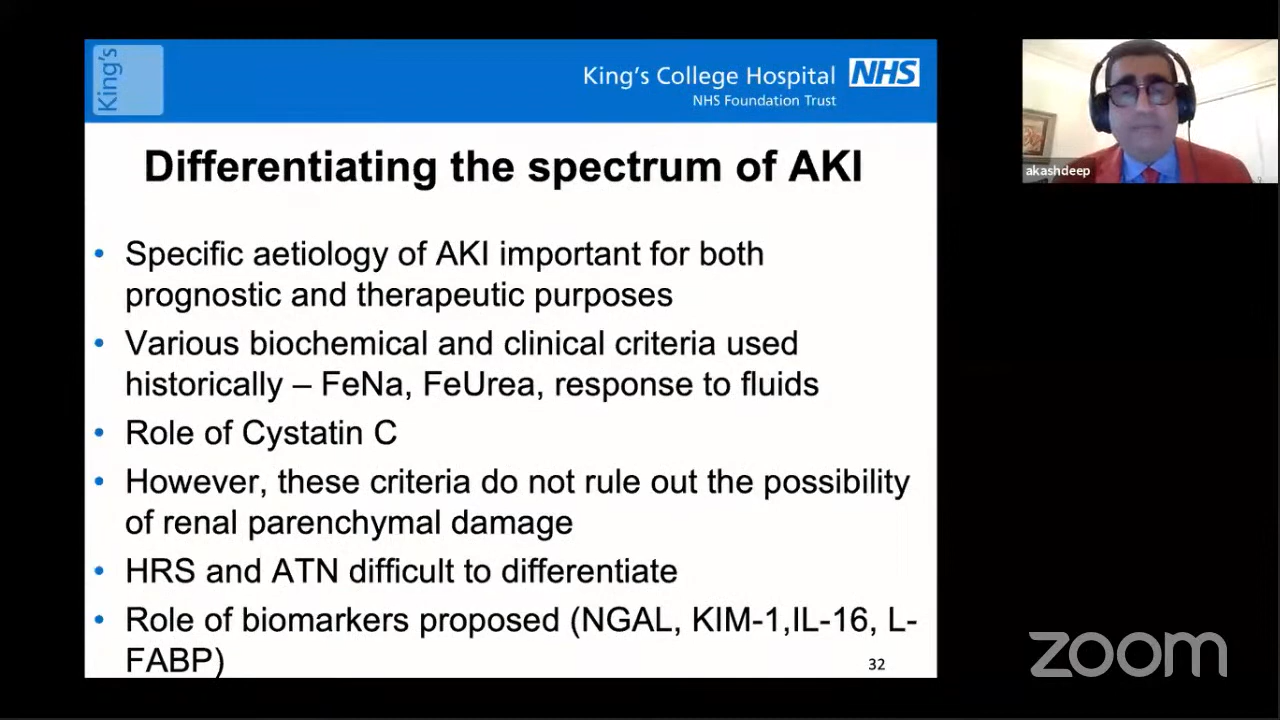 King's
King's College Hospital NHS
NHS Foundation Trust
Differentiating the spectrum of AKI
• Specific aetiology of AKI important for both
prognostic and therapeutic purposes
• Various biochemical and clinical criteria used
historically – FeNa, FeUrea, response to fluids
• Role of Cystatin C
• However, these criteria do not rule out the possibility
of renal parenchymal damage
• HRS and ATN difficult to differentiate
• Role of biomarkers proposed (NGAL, KIM-1,IL-16, L-
FABP)
32
akashdeep
zoom